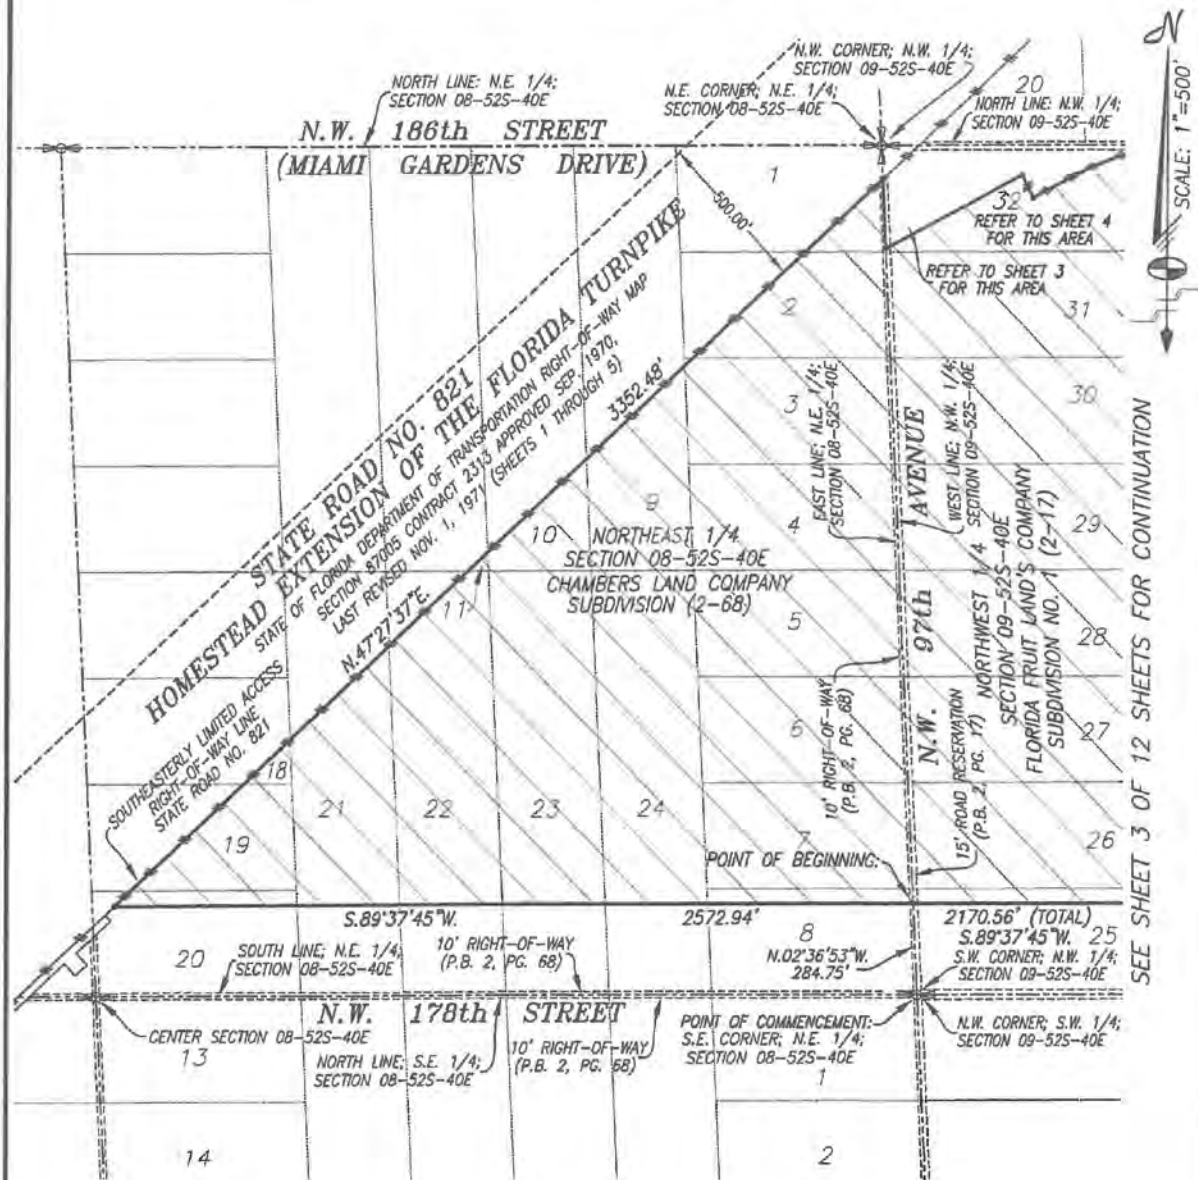 N
SCALE: 1"=500'
N.W. CORNER; N.W. 1/4;
SECTION 09-52S-40E
N.E. CORNER; N.E. 1/4;
SECTION 08-52S-40E
20
NORTH LINE: N.E. 1/4;
SECTION 08-52S-40E
NORTH LINE: N.W. 1/4;
SECTION 09-52S-40E
N.W. 186th STREET
(MIAMI GARDENS DRIVE)
1
500.00'
32
REFER TO SHEET 4
FOR THIS AREA
REFER TO SHEET 3
FOR THIS AREA
31
2
STATE ROAD NO. 821
HOMESTEAD EXTENSION OF THE FLORIDA TURNPIKE
STATE OF FLORIDA DEPARTMENT OF TRANSPORTATION RIGHT-OF-WAY MAP
SECTION 87005 CONTRACT 2313 APPROVED SEP. 1970,
LAST REVISED NOV. 1, 1971 (SHEETS 1 THROUGH 5)
3352.48'
N.47°27'37"E.
3
30
EAST LINE; N.E. 1/4;
SECTION 08-52S-40E
N.W. 97th AVENUE
WEST LINE; N.W. 1/4;
SECTION 09-52S-40E
9
4
29
10
NORTHEAST 1/4
SECTION 08-52S-40E
CHAMBERS LAND COMPANY
SUBDIVISION (2-68)
11
5
28
NORTHWEST 1/4
SECTION 09-52S-40E
FLORIDA FRUIT LAND'S COMPANY
SUBDIVISION NO. 1 (2-17)
SEE SHEET 3 OF 12 SHEETS FOR CONTINUATION
SOUTHEASTERLY LIMITED ACCESS
RIGHT-OF-WAY LINE
STATE ROAD NO. 821
6
27
10' RIGHT-OF-WAY
(P.B. 2, PG. 68)
15' ROAD RESERVATION
(P.B. 2, PG. 17)
18
19
21
22
23
24
7
26
POINT OF BEGINNING:
S.89°37'45"W.
2572.94'
2170.56' (TOTAL)
S.89°37'45"W.
25
8
N.02°36'53"W.
284.75'
S.W. CORNER; N.W. 1/4;
SECTION 09-52S-40E
20
SOUTH LINE; N.E. 1/4;
SECTION 08-52S-40E
10' RIGHT-OF-WAY
(P.B. 2, PG. 68)
N.W. 178th STREET
CENTER SECTION 08-52S-40E
13
NORTH LINE; S.E. 1/4;
SECTION 08-52S-40E
10' RIGHT-OF-WAY
(P.B. 2, PG. 68)
POINT OF COMMENCEMENT:
S.E. CORNER; N.E. 1/4;
SECTION 08-52S-40E
N.W. CORNER; S.W. 1/4;
SECTION 09-52S-40E
1
14
2